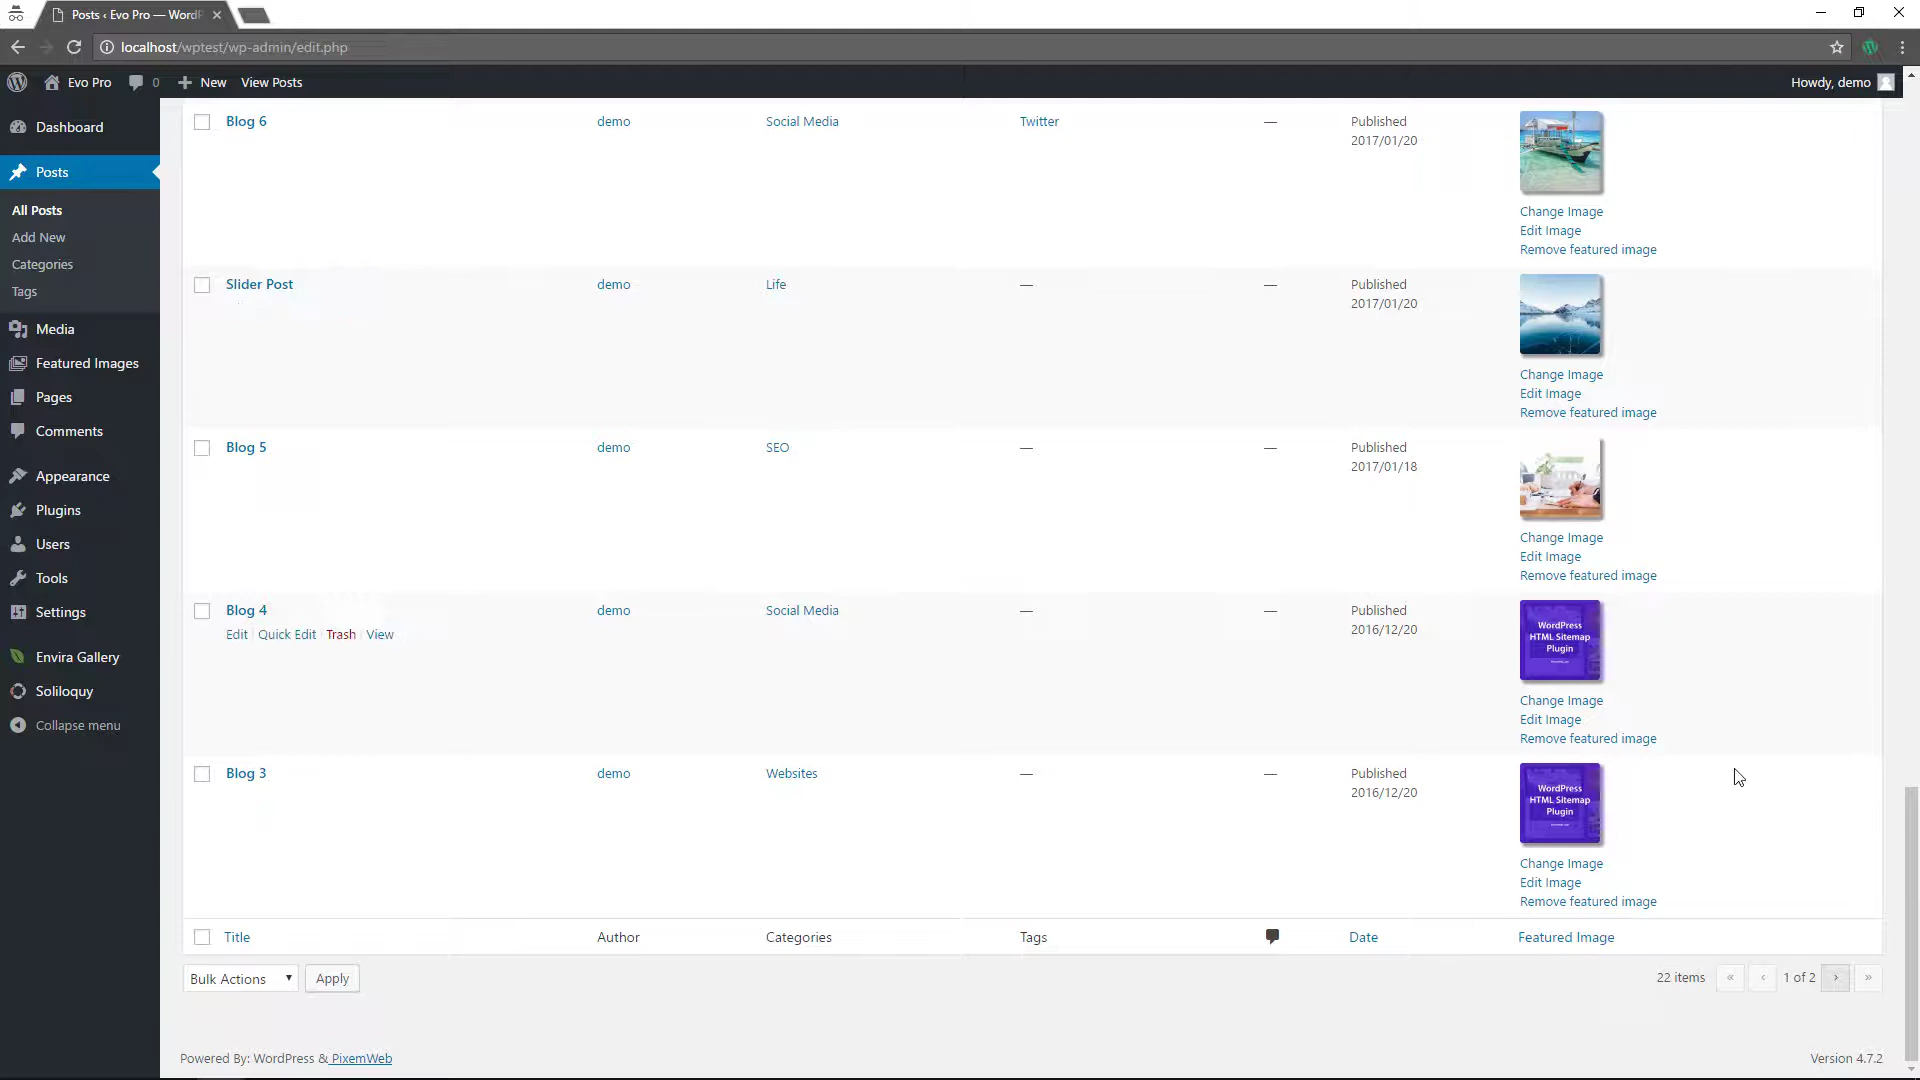 Posts ‹ Evo Pro — WordP
localhost/wptest/wp-admin/edit.php
Evo Pro 0 New View Posts Howdy, demo
Dashboard
Posts
All Posts
Add New
Categories
Tags
Media
Featured Images
Pages
Comments
Appearance
Plugins
Users
Tools
Settings
Envira Gallery
Soliloquy
Collapse menu
Blog 6 demo Social Media Twitter — Published
2017/01/20
Change Image
Edit Image
Remove featured image
Slider Post demo Life — — Published
2017/01/20
Change Image
Edit Image
Remove featured image
Blog 5 demo SEO — — Published
2017/01/18
Change Image
Edit Image
Remove featured image
Blog 4 demo Social Media — — Published
2016/12/20
Edit | Quick Edit | Trash | View
WordPress
HTML Sitemap
Plugin
Change Image
Edit Image
Remove featured image
Blog 3 demo Websites — — Published
2016/12/20
WordPress
HTML Sitemap
Plugin
Change Image
Edit Image
Remove featured image
Title Author Categories Tags Date Featured Image
Bulk Actions Apply 22 items « ‹ 1 of 2 › »
Powered By: WordPress & PixemWeb Version 4.7.2